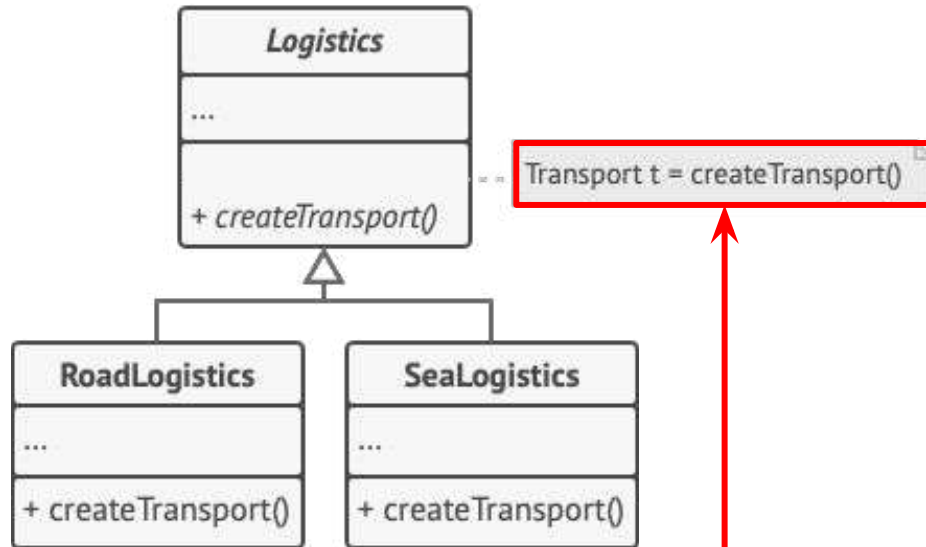 Logistics
...
+ createTransport()
Transport t = createTransport()
RoadLogistics
...
+ createTransport()
SeaLogistics
...
+ createTransport()